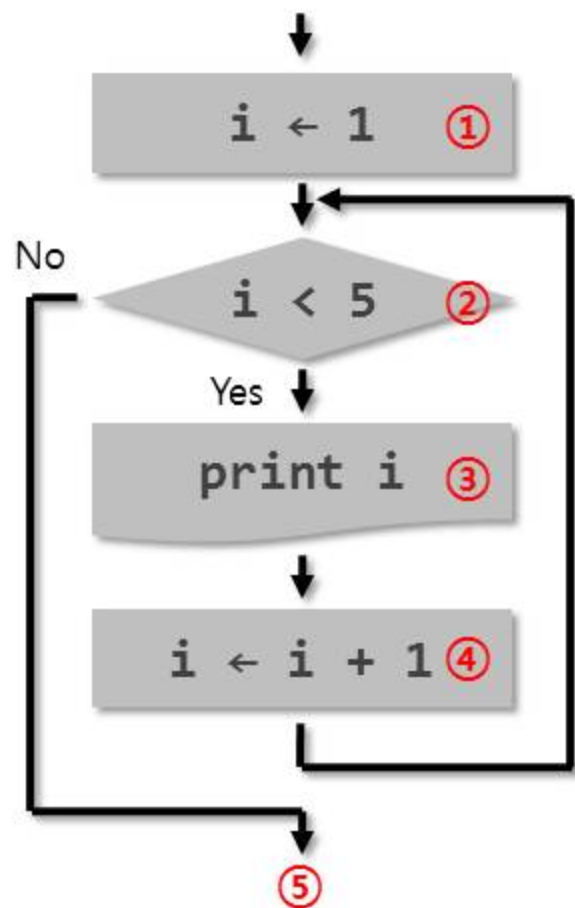 i ← 1 ①
No
i < 5 ②
Yes
print i ③
i ← i + 1 ④
⑤